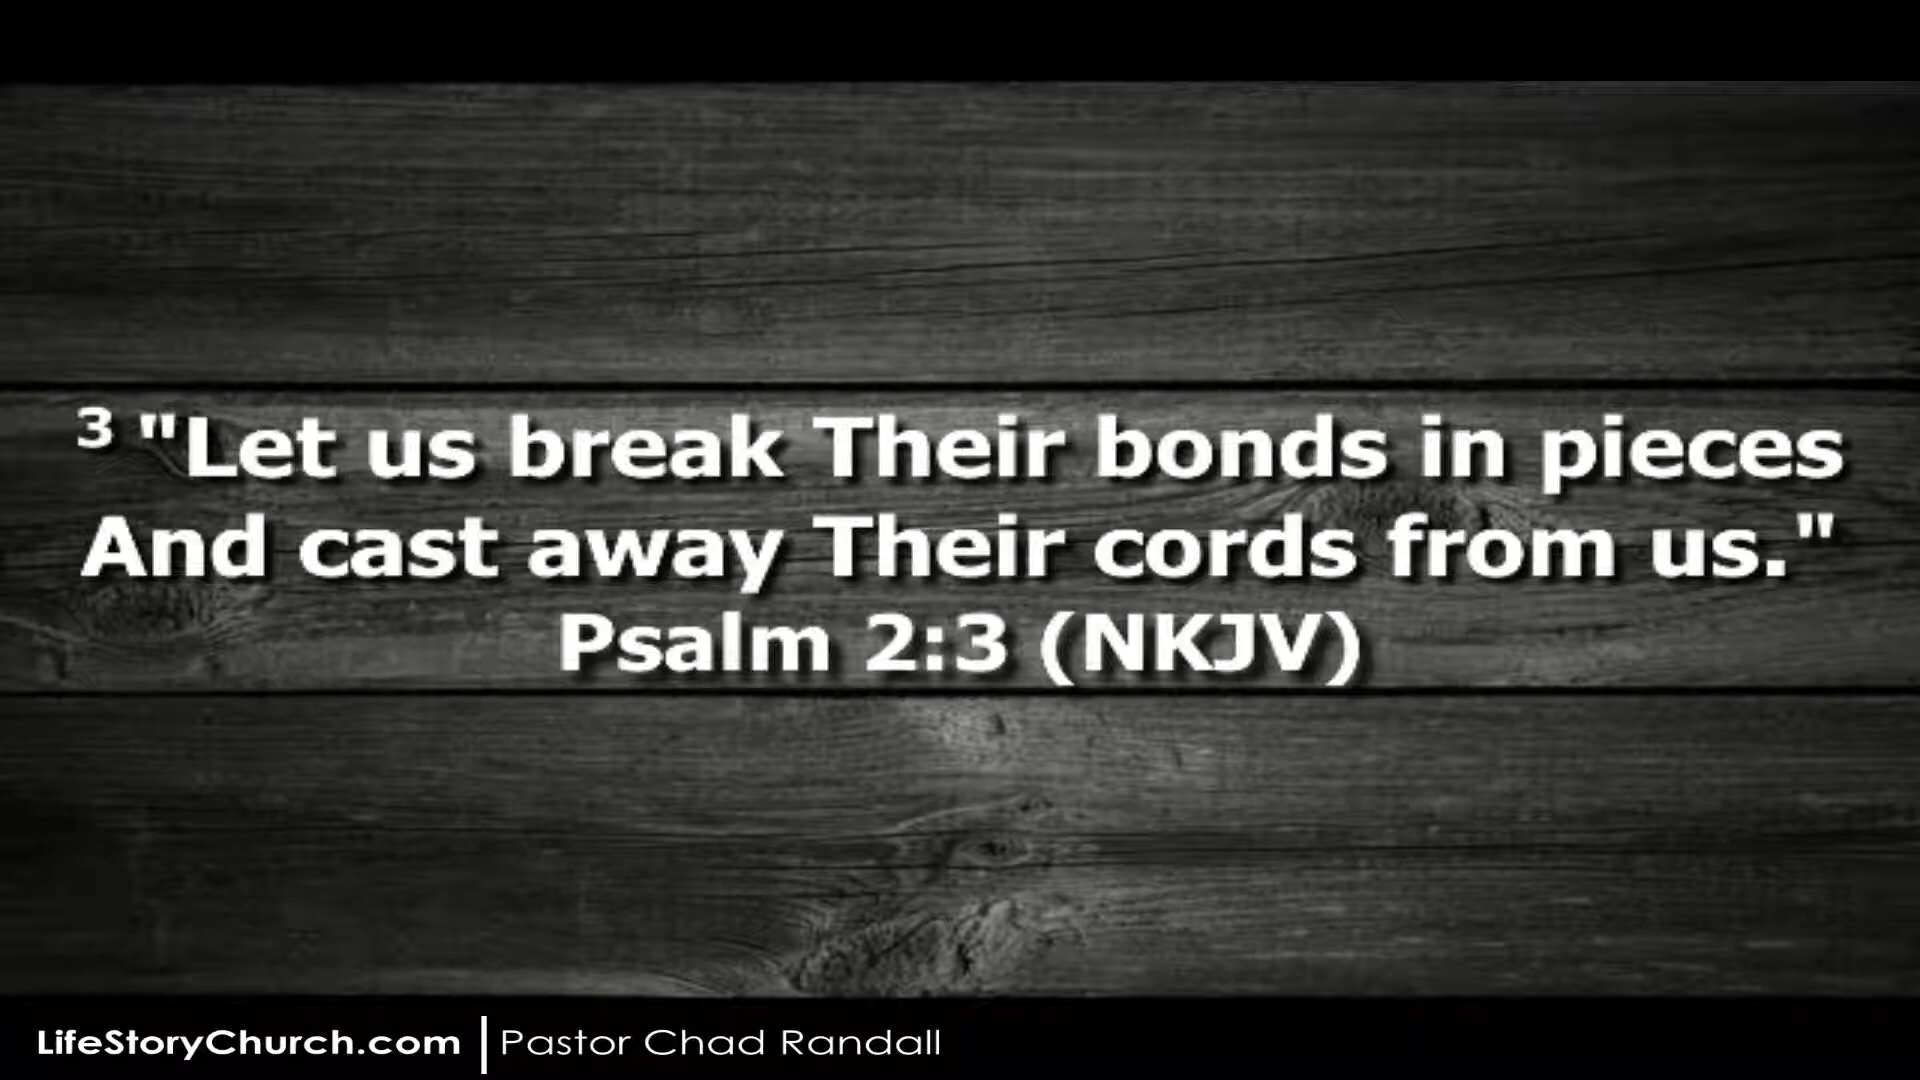 3 "Let us break Their bonds in pieces
And cast away Their cords from us."
Psalm 2:3 (NKJV)
LifeStoryChurch.com | Pastor Chad Randall